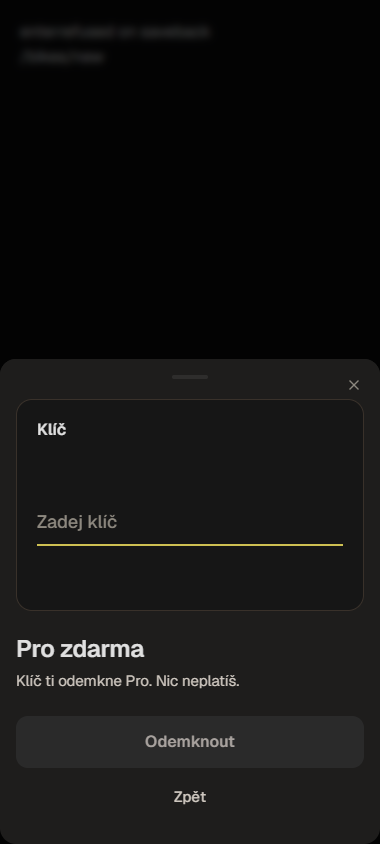 Klíč
Zadej klíč
Pro zdarma
Klíč ti odemkne Pro. Nic neplatíš.
Odemknout
Zpět